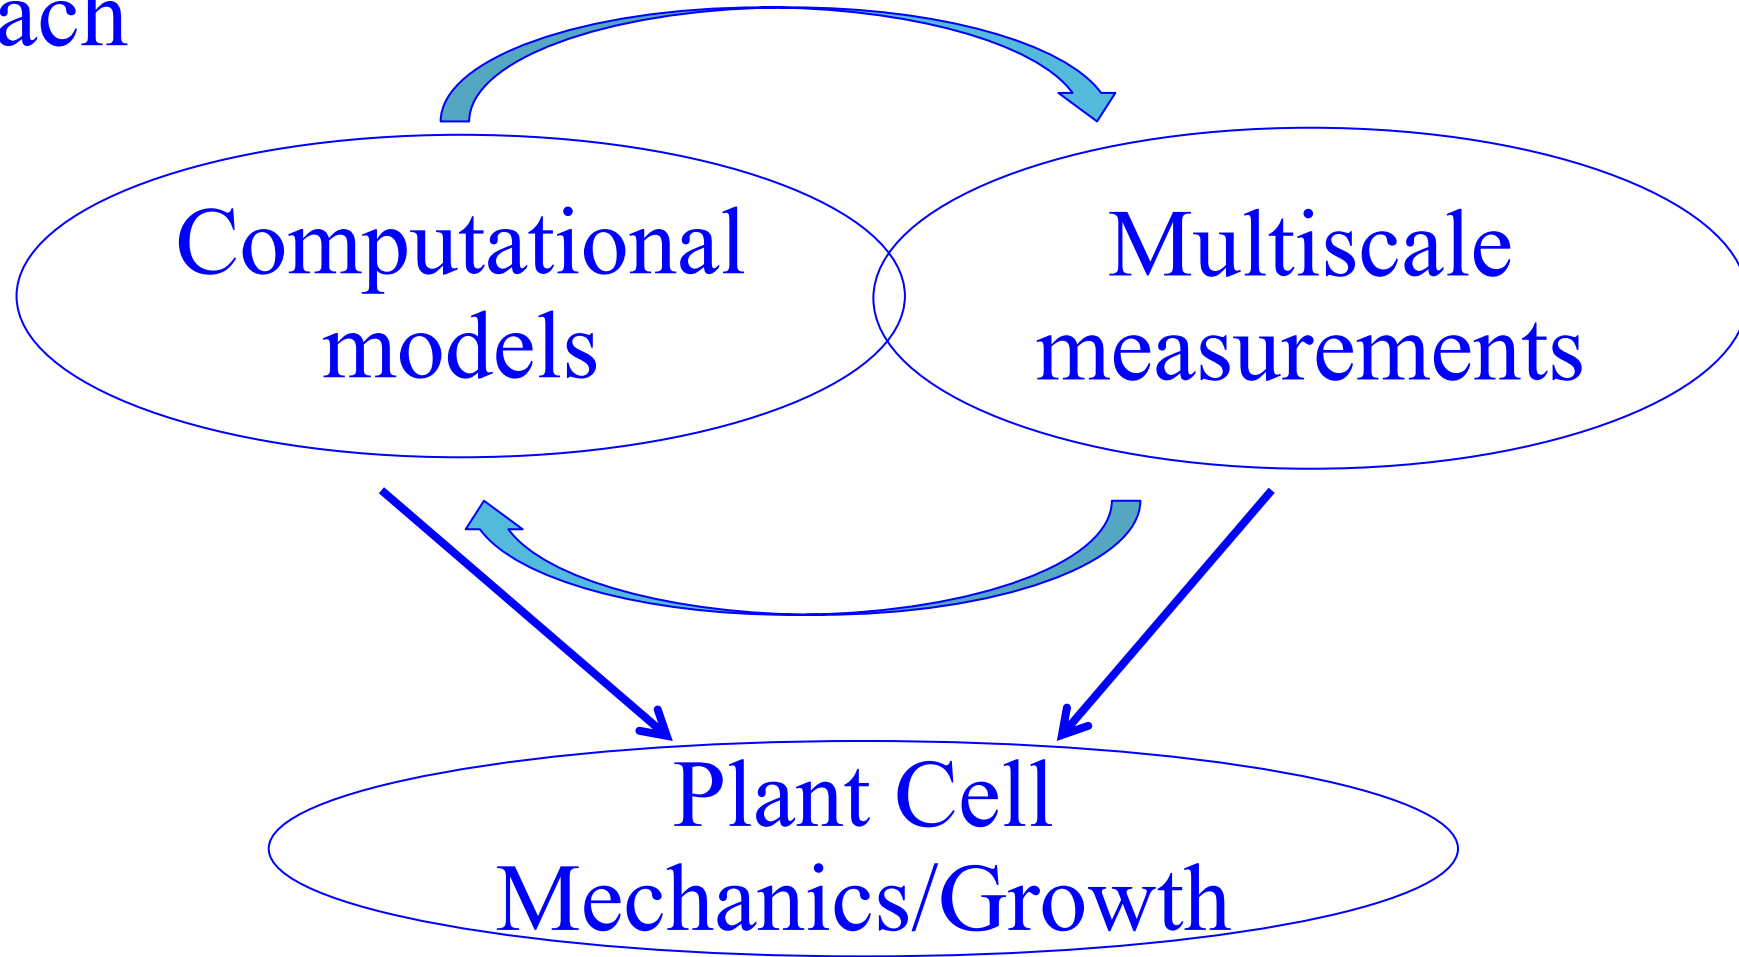 ach
Computational
models
Multiscale
measurements
Plant Cell
Mechanics/Growth